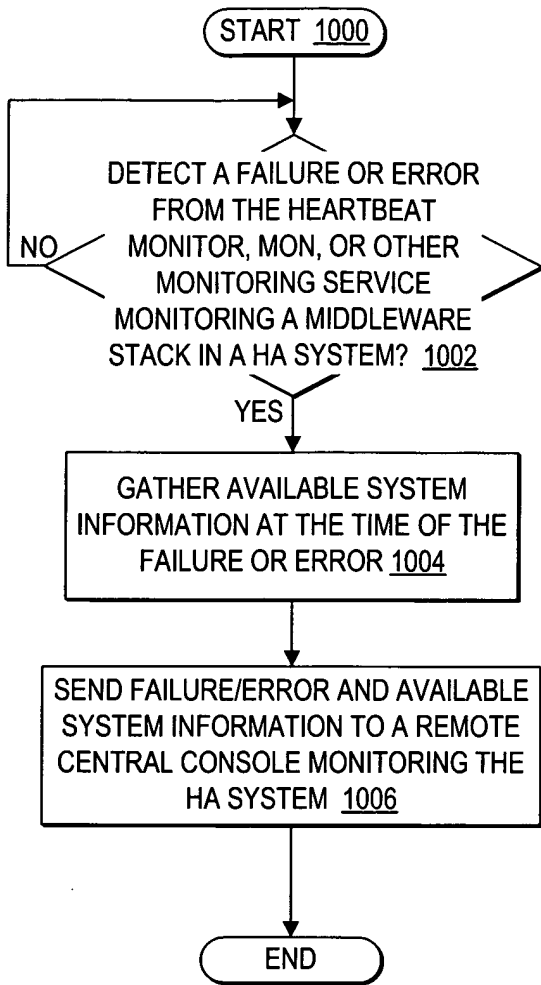 START 1000
DETECT A FAILURE OR ERROR
FROM THE HEARTBEAT
NO
MONITOR, MON, OR OTHER
MONITORING SERVICE
MONITORING A MIDDLEWARE
STACK IN A HA SYSTEM? 1002
YES
GATHER AVAILABLE SYSTEM
INFORMATION AT THE TIME OF THE
FAILURE OR ERROR 1004
SEND FAILURE/ERROR AND AVAILABLE
SYSTEM INFORMATION TO A REMOTE
CENTRAL CONSOLE MONITORING THE
HA SYSTEM 1006
END